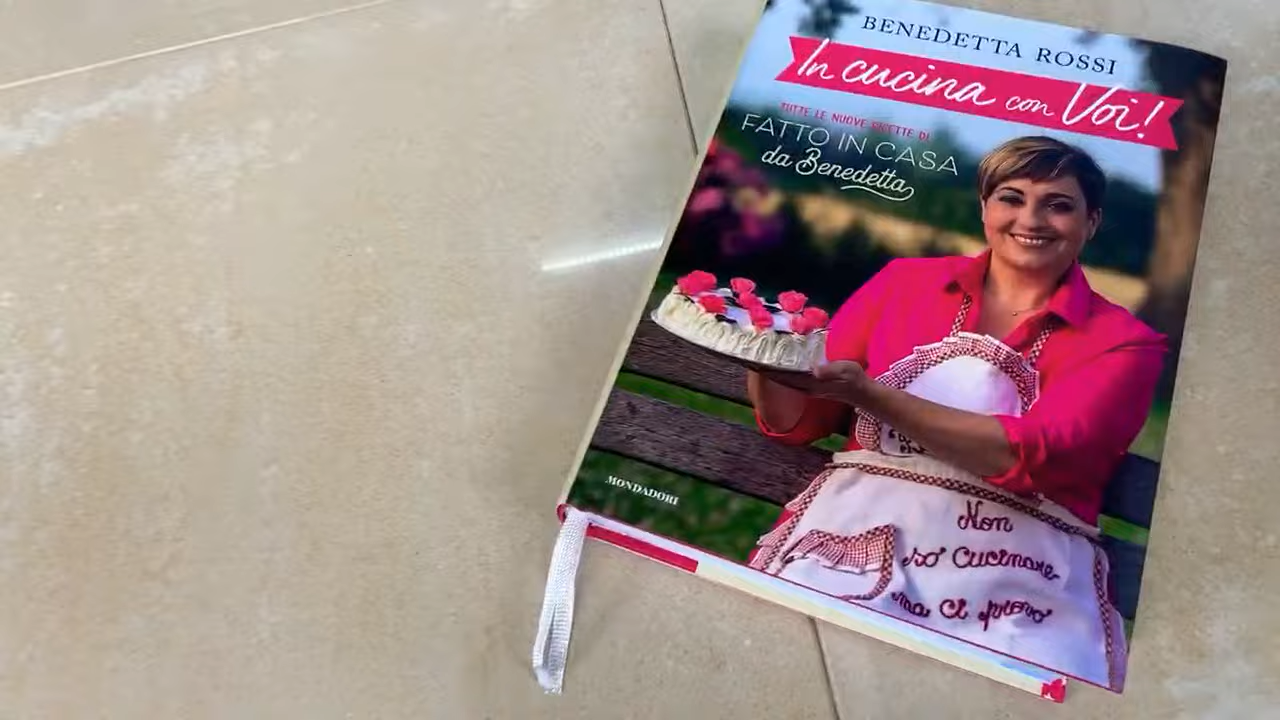 BENEDETTA ROSSI
In cucina con Voi!
TUTTE LE NUOVE RICETTE DI
FATTO IN CASA
da Benedetta
MONDADORI
Non
so' Cucinare
ma ci provo